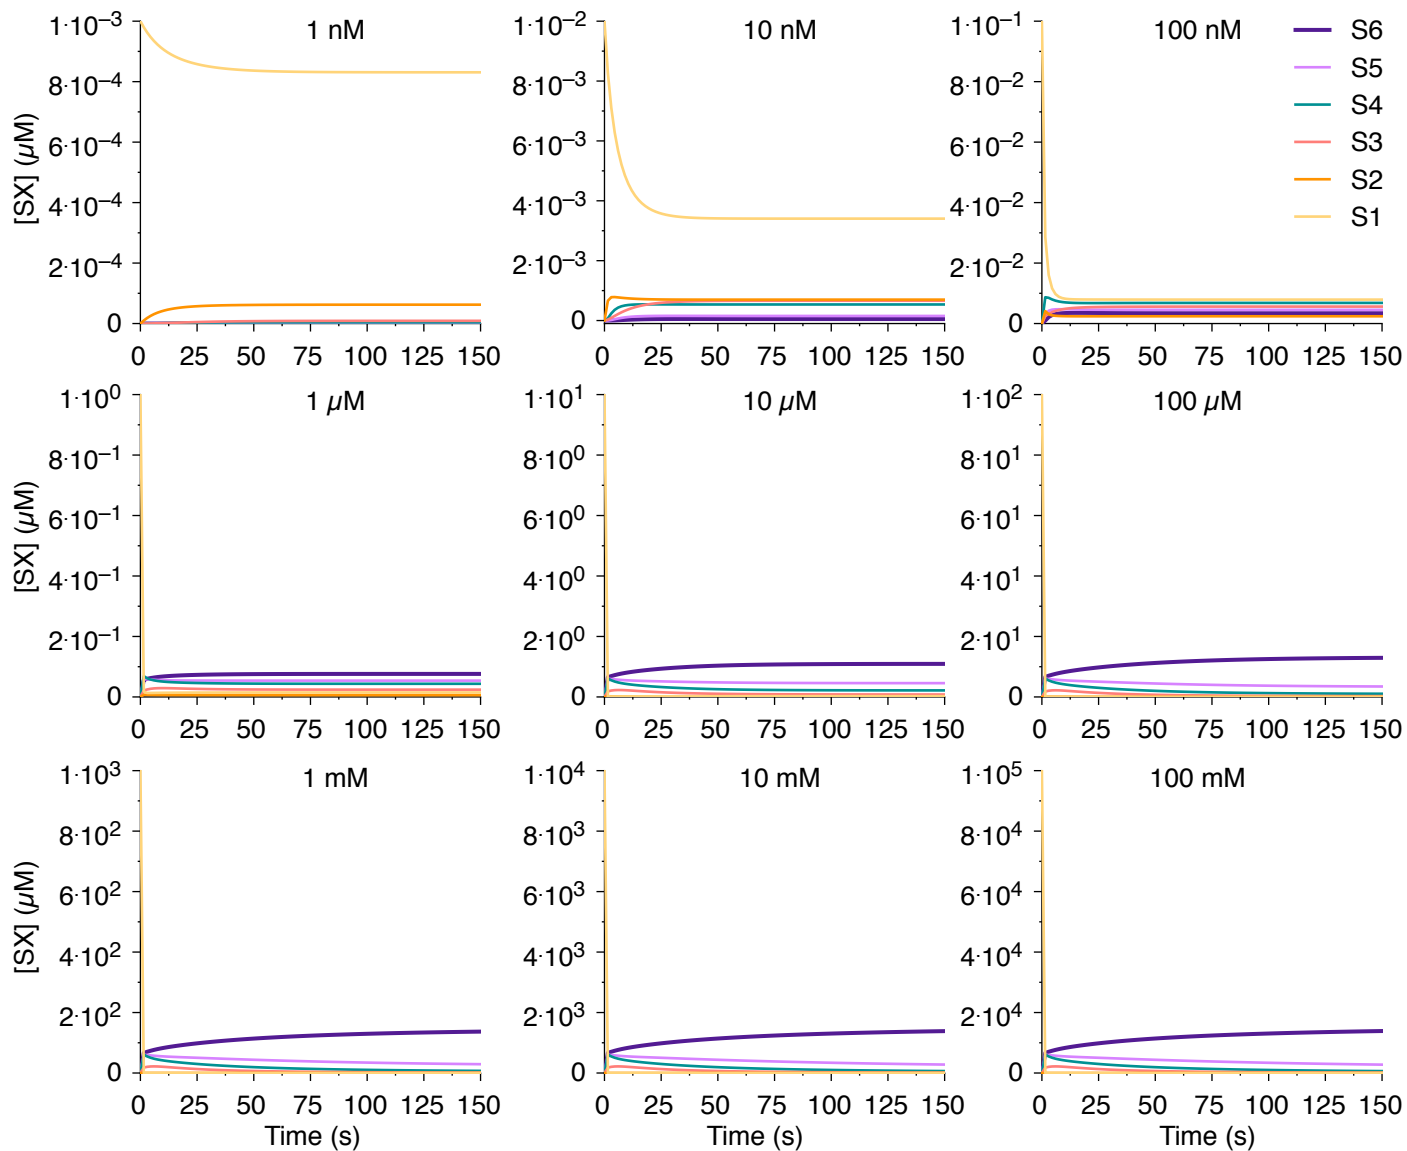 1 nM
1·10⁻³
8·10⁻⁴
6·10⁻⁴
4·10⁻⁴
2·10⁻⁴
0
[SX] (µM)
0 25 50 75 100 125 150
10 nM
1·10⁻²
8·10⁻³
6·10⁻³
4·10⁻³
2·10⁻³
0
0 25 50 75 100 125 150
100 nM
1·10⁻¹
8·10⁻²
6·10⁻²
4·10⁻²
2·10⁻²
0
0 25 50 75 100 125 150
S6
S5
S4
S3
S2
S1
1 µM
1·10⁰
8·10⁻¹
6·10⁻¹
4·10⁻¹
2·10⁻¹
0
[SX] (µM)
0 25 50 75 100 125 150
10 µM
1·10¹
8·10⁰
6·10⁰
4·10⁰
2·10⁰
0
0 25 50 75 100 125 150
100 µM
1·10²
8·10¹
6·10¹
4·10¹
2·10¹
0
0 25 50 75 100 125 150
1 mM
1·10³
8·10²
6·10²
4·10²
2·10²
0
[SX] (µM)
0 25 50 75 100 125 150
Time (s)
10 mM
1·10⁴
8·10³
6·10³
4·10³
2·10³
0
0 25 50 75 100 125 150
Time (s)
100 mM
1·10⁵
8·10⁴
6·10⁴
4·10⁴
2·10⁴
0
0 25 50 75 100 125 150
Time (s)